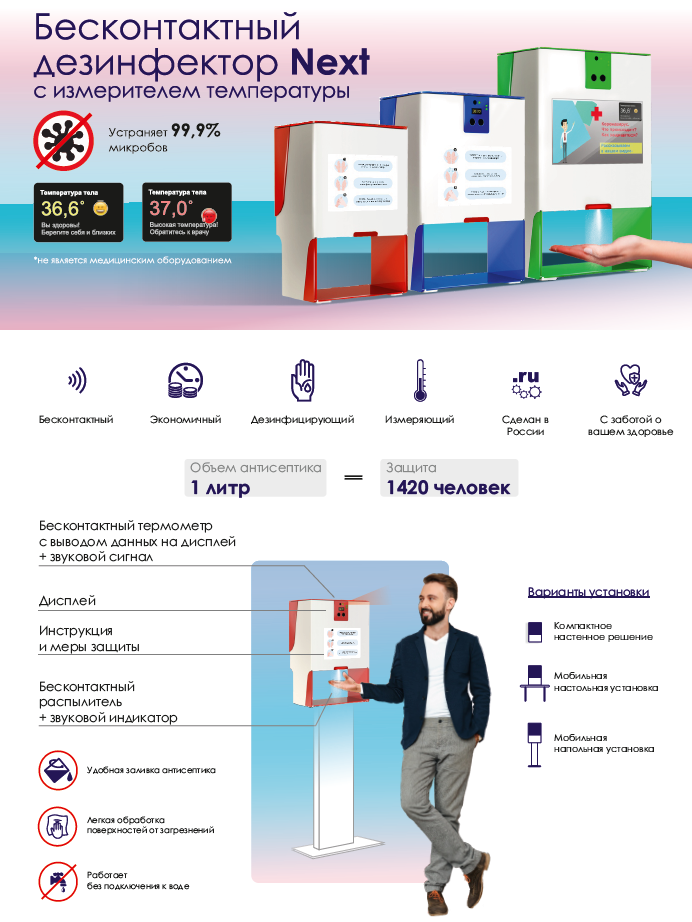 Бесконтактный
дезинфектор Next
с измерителем температуры
Устраняет 99,9%
микробов
Температура тела
36,6°
Вы здоровы!
Берегите себя и близких
Температура тела
37,0°
Высокая температура!
Обратитесь к врачу
*не является медицинским оборудованием
Бесконтактный
Экономичный
Дезинфицирующий
Измеряющий
.ru
Сделан в
России
С заботой о
вашем здоровье
Объем антисептика
1 литр
Защита
1420 человек
Бесконтактный термометр
с выводом данных на дисплей
+ звуковой сигнал
Дисплей
Инструкция
и меры защиты
Бесконтактный
распылитель
+ звуковой индикатор
Варианты установки
Компактное
настенное решение
Мобильная
настольная установка
Мобильная
напольная установка
Удобная заливка антисептика
Легкая обработка
поверхностей от загрезнений
Работает
без подключения к воде